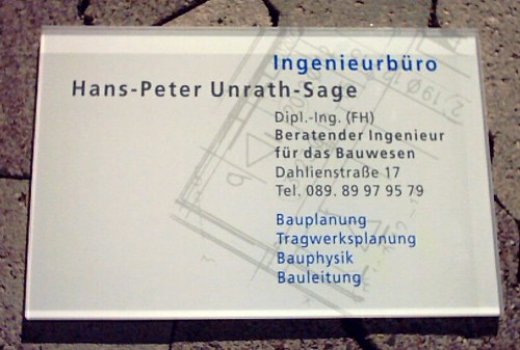 Ingenieurbüro
Hans-Peter Unrath-Sage
Dipl.-Ing. (FH)
Beratender Ingenieur
für das Bauwesen
Dahlienstraße 17
Tel. 089. 89 97 95 79
Bauplanung
Tragwerksplanung
Bauphysik
Bauleitung